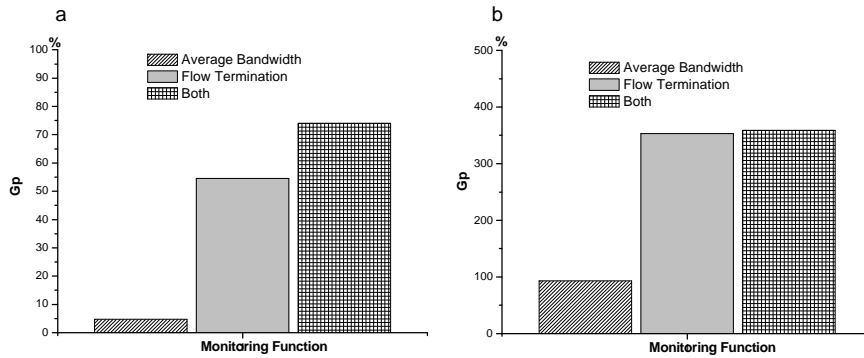 a
%
100
90
80
70
60
50
40
30
20
10
0
Gp
Average Bandwidth
Flow Termination
Both
Monitoring Function
b
%
500
400
300
200
100
0
Gp
Average Bandwidth
Flow Termination
Both
Monitoring Function